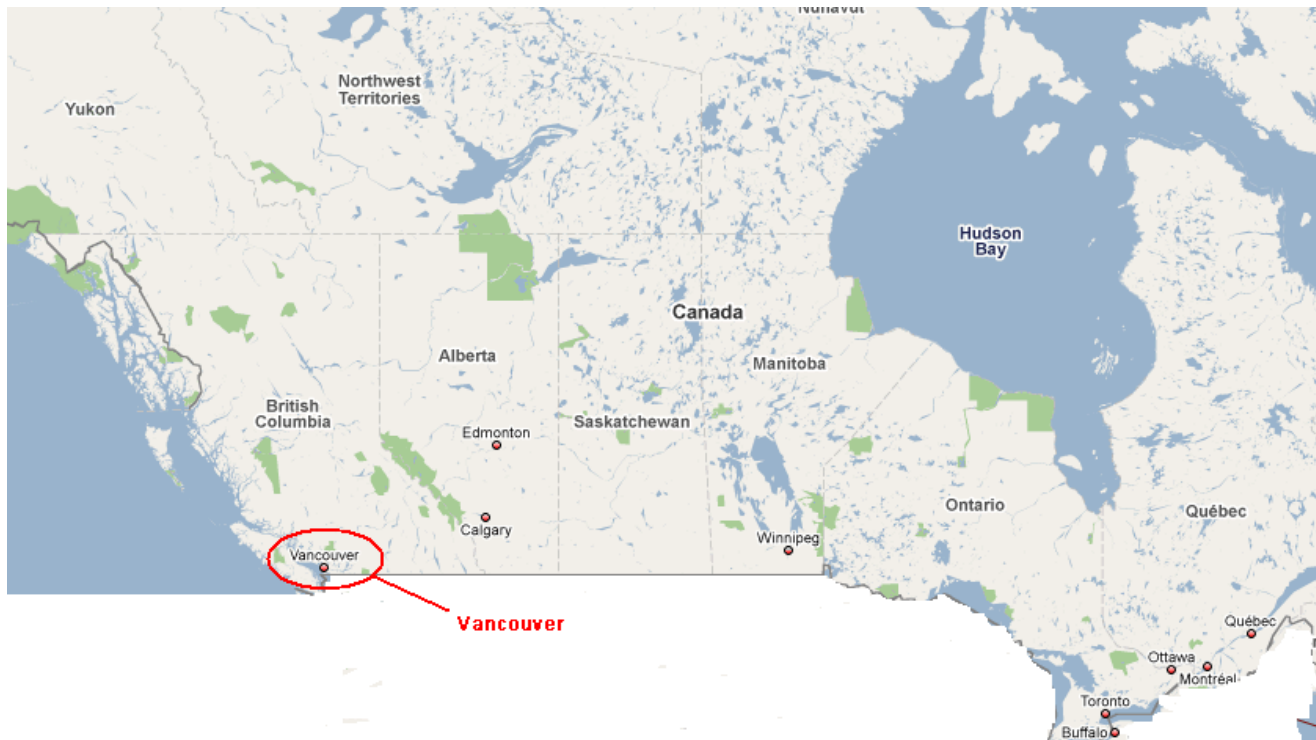 Nunavut
Northwest
Territories
Yukon
Hudson
Bay
Canada
Alberta
Manitoba
British
Columbia
Saskatchewan
Edmonton
Ontario
Québec
Calgary
Winnipeg
Vancouver
Vancouver
Québec
Ottawa
Montréal
Toronto
Buffalo